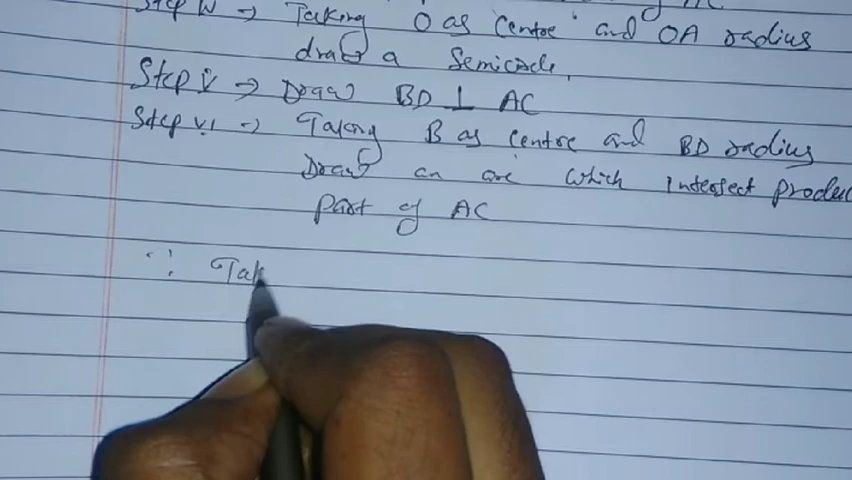 Step IV → Taking O as centre and OA radius
draw a Semicircle.
Step V → Draw BD ⊥ AC
Step VI → Taking B as centre and BD radius
Draw an arc which intersect produc
part of AC
∵ Tak